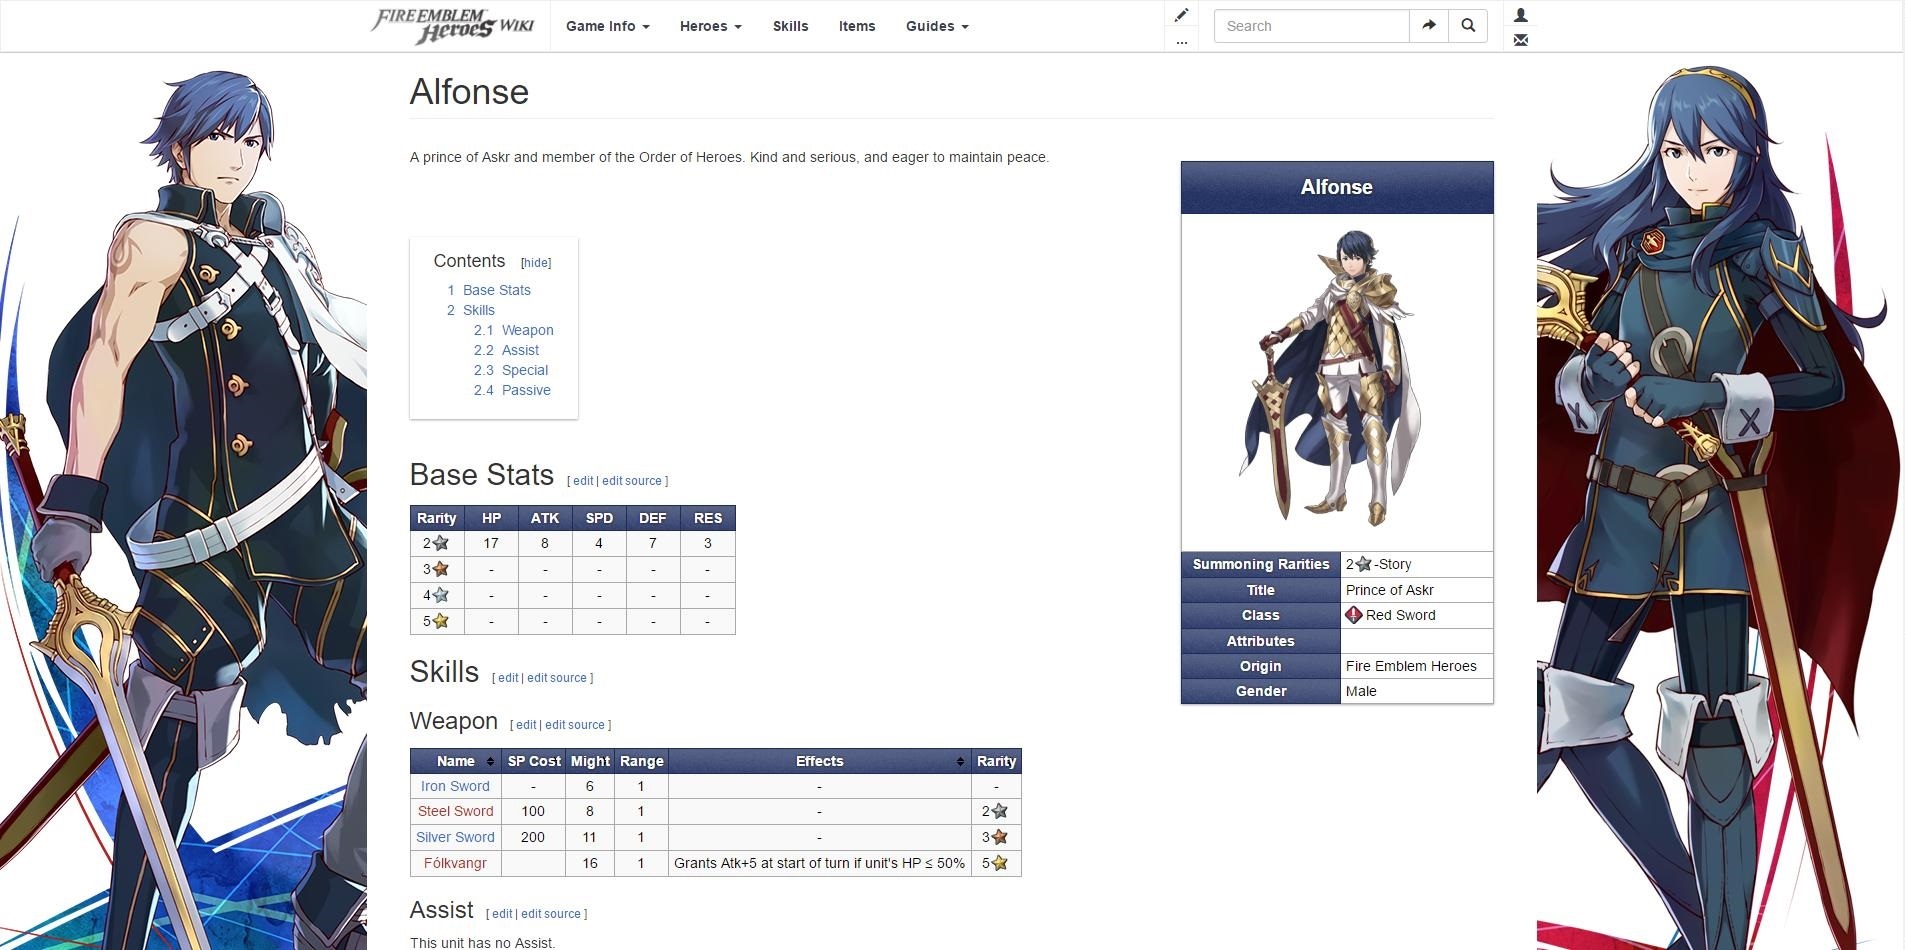 FIRE EMBLEM Heroes WIKI
Game Info Heroes Skills Items Guides
... Search
Alfonse
A prince of Askr and member of the Order of Heroes. Kind and serious, and eager to maintain peace.
Contents [hide]
1 Base Stats
2 Skills
2.1 Weapon
2.2 Assist
2.3 Special
2.4 Passive
Base Stats [ edit | edit source ]
Rarity HP ATK SPD DEF RES
2 17 8 4 7 3
3 - - - - -
4 - - - - -
5 - - - - -
Skills [ edit | edit source ]
Weapon [ edit | edit source ]
Name SP Cost Might Range Effects Rarity
Iron Sword - 6 1 - -
Steel Sword 100 8 1 - 2
Silver Sword 200 11 1 - 3
Fólkvangr 16 1 Grants Atk+5 at start of turn if unit's HP ≤ 50% 5
Assist [ edit | edit source ]
This unit has no Assist.
Alfonse
Summoning Rarities 2 -Story
Title Prince of Askr
Class Red Sword
Attributes
Origin Fire Emblem Heroes
Gender Male